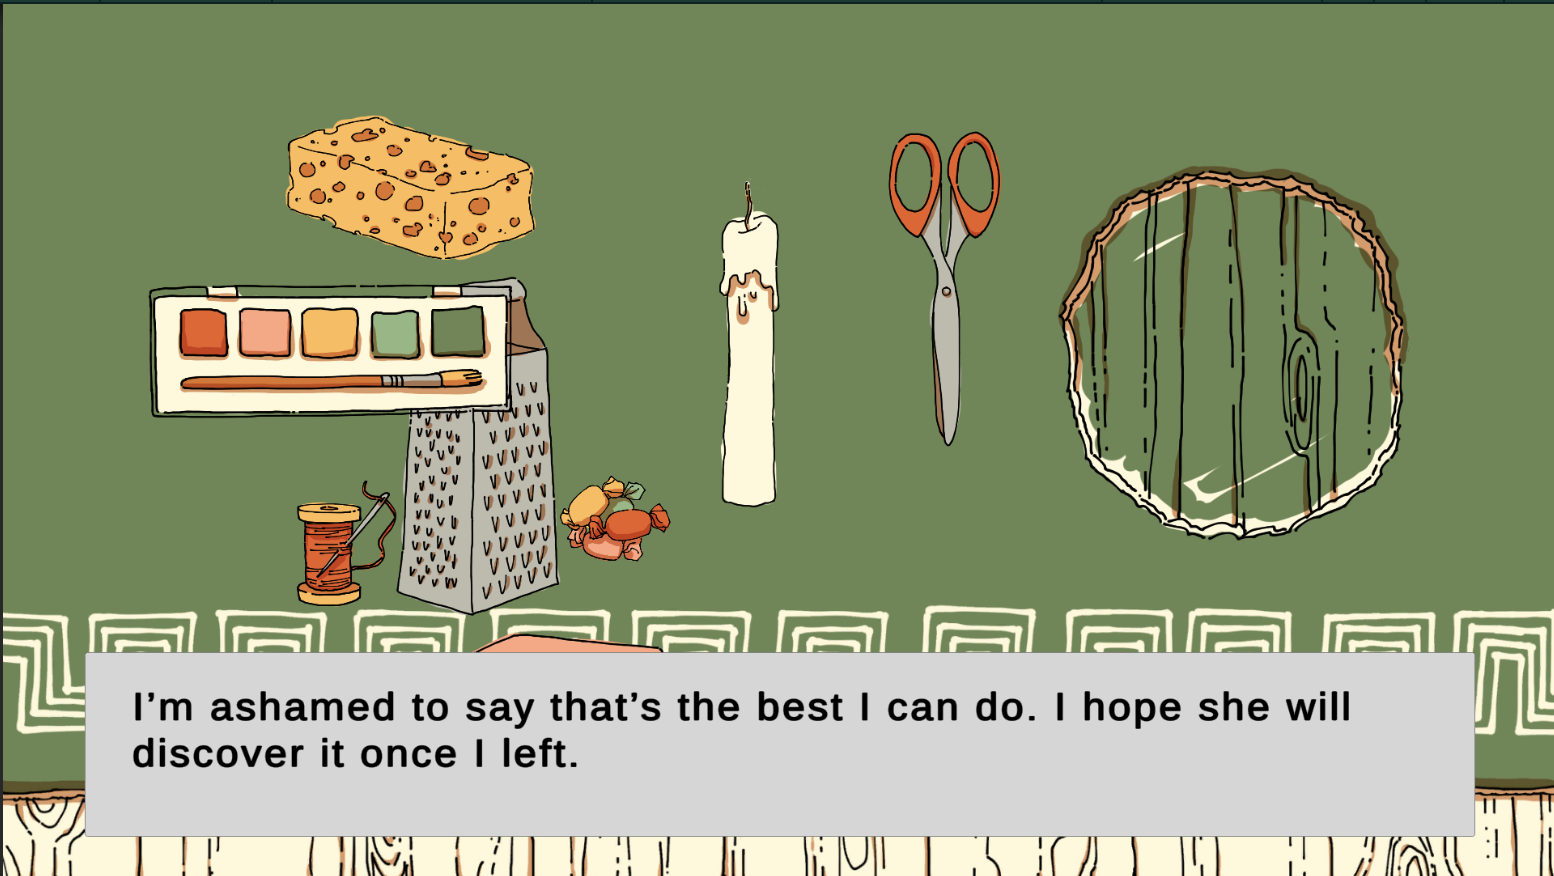 I’m ashamed to say that’s the best I can do. I hope she will
discover it once I left.